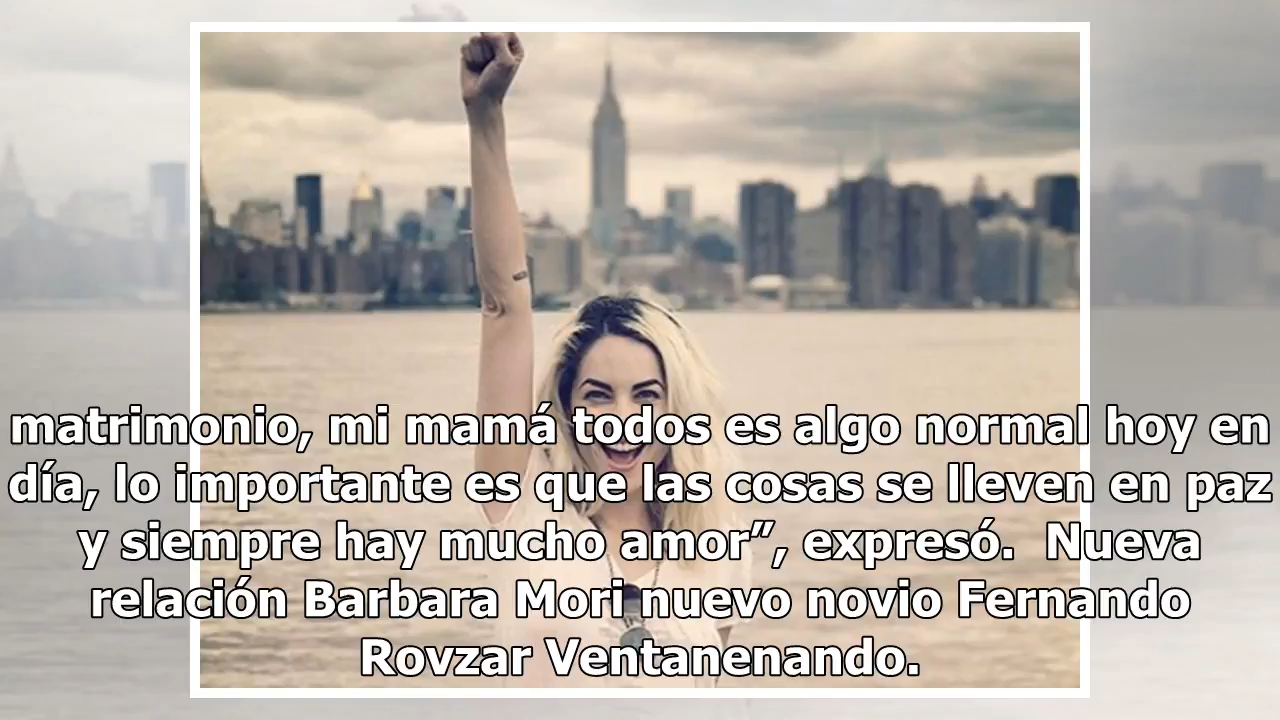 matrimonio, mi mamá todos es algo normal hoy en
día, lo importante es que las cosas se lleven en paz
y siempre hay mucho amor”, expresó.  Nueva
relación Barbara Mori nuevo novio Fernando
Rovzar Ventanenando.